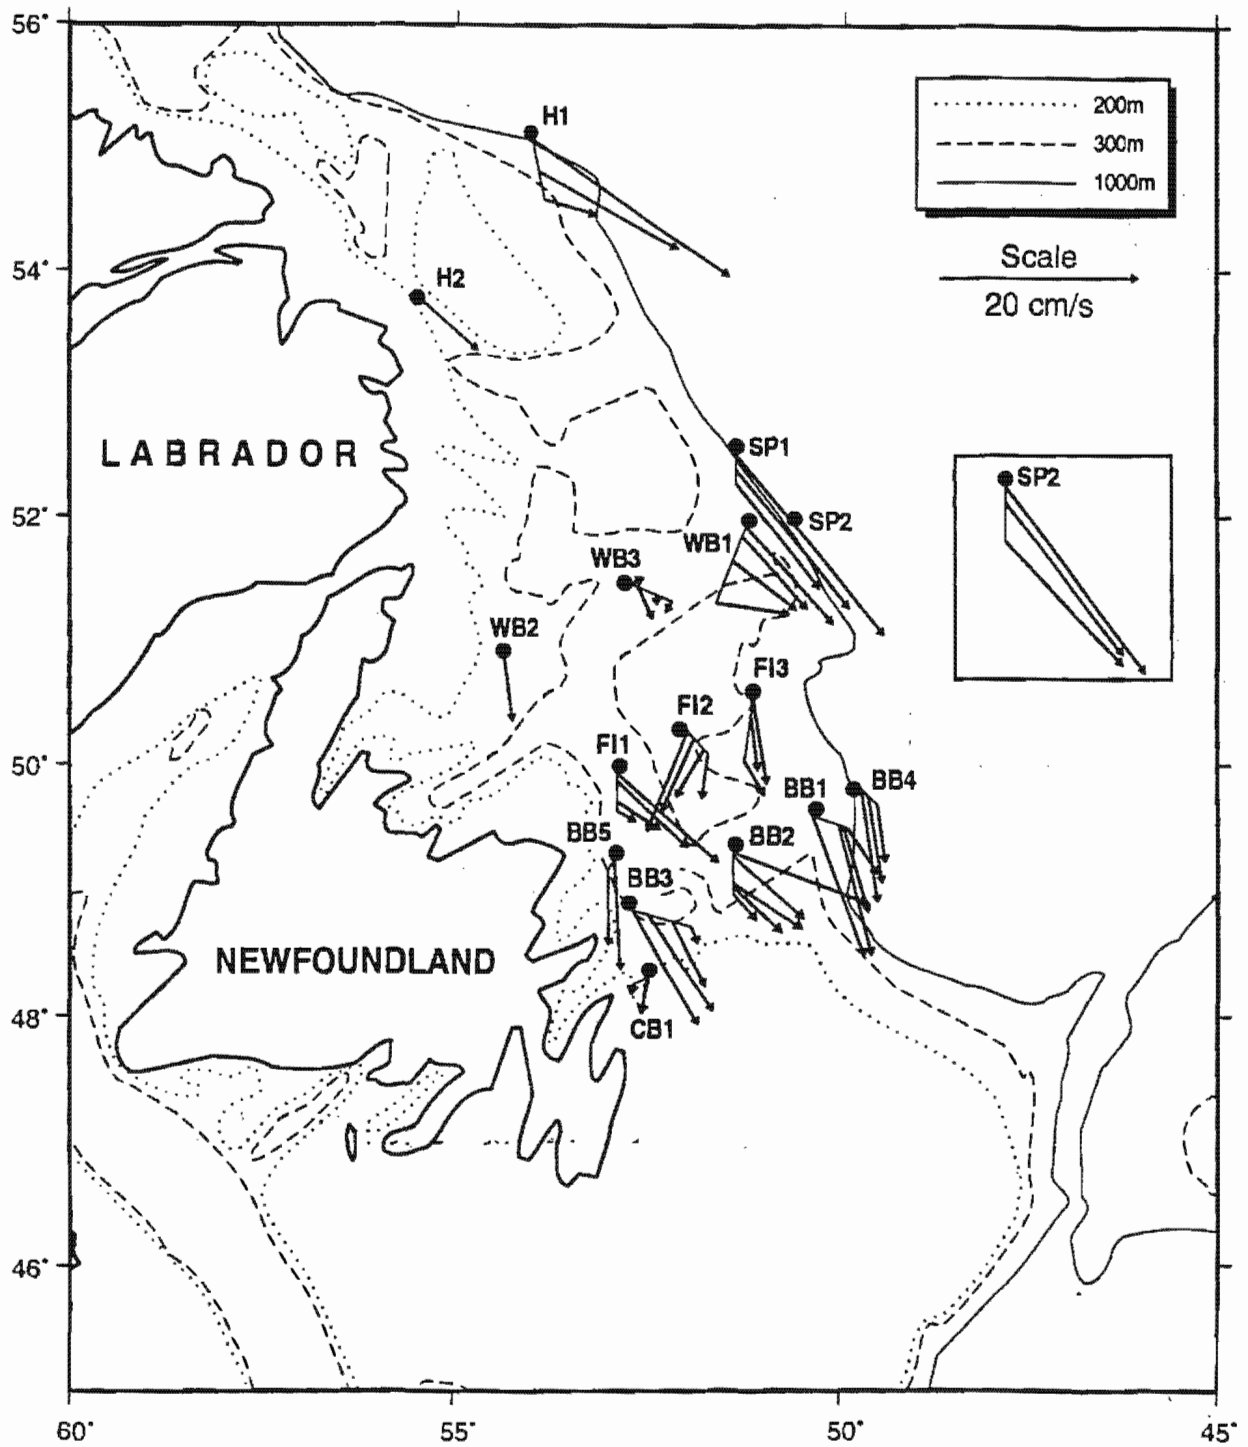 56°
H1
200m
300m
1000m
Scale
20 cm/s
54°
H2
LABRADOR
SP1
SP2
SP2
52°
WB1
WB3
WB2
FI3
FI2
FI1
50°
BB1
BB4
BB5
BB2
BB3
NEWFOUNDLAND
48°
CB1
46°
60°
55°
50°
45°